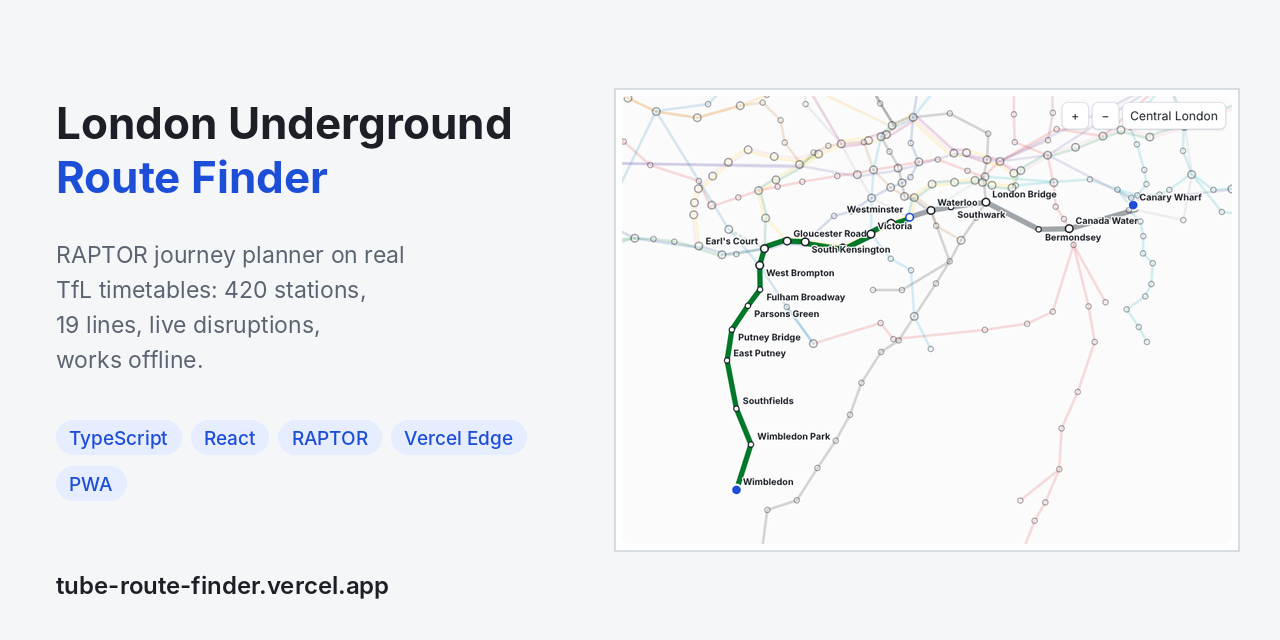 London Underground
Route Finder
RAPTOR journey planner on real
TfL timetables: 420 stations,
19 lines, live disruptions,
works offline.
TypeScript
React
RAPTOR
Vercel Edge
PWA
tube-route-finder.vercel.app
+
−
Central London
Canary Wharf
London Bridge
Waterloo
Westminster
Southwark
Canada Water
Victoria
Gloucester Road
Bermondsey
Earl's Court
South Kensington
West Brompton
Fulham Broadway
Parsons Green
Putney Bridge
East Putney
Southfields
Wimbledon Park
Wimbledon